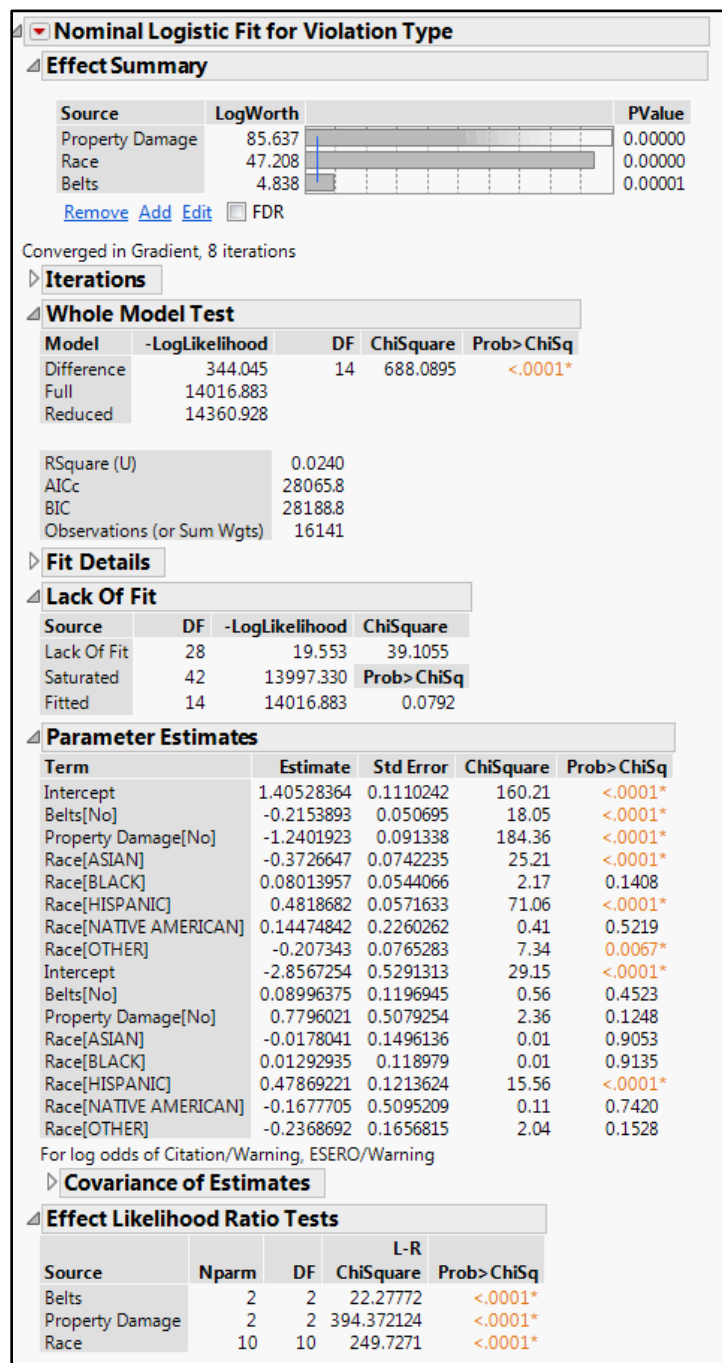 Nominal Logistic Fit for Violation Type
Effect Summary
Source LogWorth PValue
Property Damage 85.637 0.00000
Race 47.208 0.00000
Belts 4.838 0.00001
Remove Add Edit FDR
Converged in Gradient, 8 iterations
Iterations
Whole Model Test
Model -LogLikelihood DF ChiSquare Prob>ChiSq
Difference 344.045 14 688.0895 <.0001*
Full 14016.883
Reduced 14360.928
RSquare (U) 0.0240
AICc 28065.8
BIC 28188.8
Observations (or Sum Wgts) 16141
Fit Details
Lack Of Fit
Source DF -LogLikelihood ChiSquare
Lack Of Fit 28 19.553 39.1055
Saturated 42 13997.330 Prob>ChiSq
Fitted 14 14016.883 0.0792
Parameter Estimates
Term Estimate Std Error ChiSquare Prob>ChiSq
Intercept 1.40528364 0.1110242 160.21 <.0001*
Belts[No] -0.2153893 0.050695 18.05 <.0001*
Property Damage[No] -1.2401923 0.091338 184.36 <.0001*
Race[ASIAN] -0.3726647 0.0742235 25.21 <.0001*
Race[BLACK] 0.08013957 0.0544066 2.17 0.1408
Race[HISPANIC] 0.4818682 0.0571633 71.06 <.0001*
Race[NATIVE AMERICAN] 0.14474842 0.2260262 0.41 0.5219
Race[OTHER] -0.207343 0.0765283 7.34 0.0067*
Intercept -2.8567254 0.5291313 29.15 <.0001*
Belts[No] 0.08996375 0.1196945 0.56 0.4523
Property Damage[No] 0.7796021 0.5079254 2.36 0.1248
Race[ASIAN] -0.0178041 0.1496136 0.01 0.9053
Race[BLACK] 0.01292935 0.118979 0.01 0.9135
Race[HISPANIC] 0.47869221 0.1213624 15.56 <.0001*
Race[NATIVE AMERICAN] -0.1677705 0.5095209 0.11 0.7420
Race[OTHER] -0.2368692 0.1656815 2.04 0.1528
For log odds of Citation/Warning, ESERO/Warning
Covariance of Estimates
Effect Likelihood Ratio Tests
L-R
Source Nparm DF ChiSquare Prob>ChiSq
Belts 2 2 22.27772 <.0001*
Property Damage 2 2 394.372124 <.0001*
Race 10 10 249.7271 <.0001*